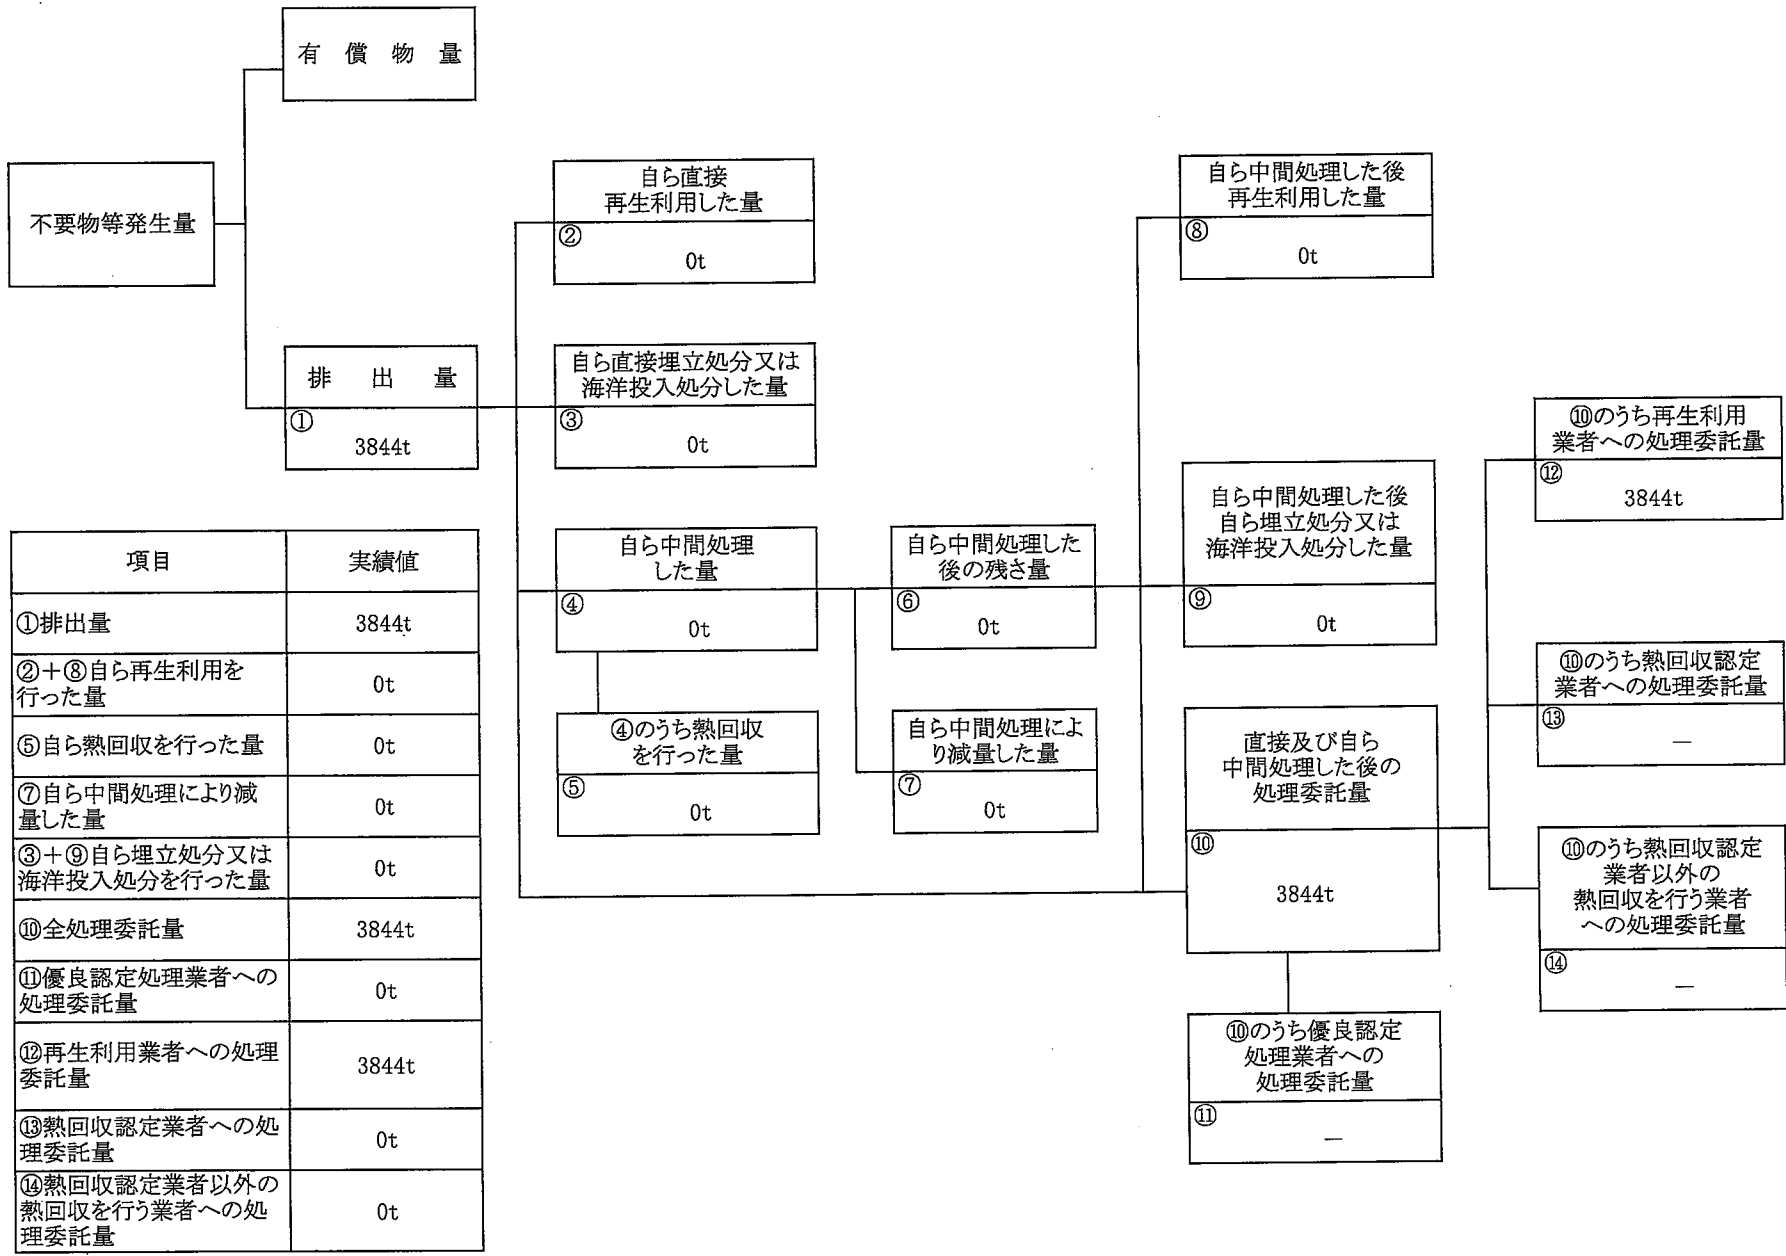 有償物量
不要物等発生量
排出量
①
3844t
自ら直接
再生利用した量
②
0t
自ら直接埋立処分又は
海洋投入処分した量
③
0t
自ら中間処理
した量
④
0t
④のうち熱回収
を行った量
⑤
0t
自ら中間処理した
後の残さ量
⑥
0t
自ら中間処理によ
り減量した量
⑦
0t
自ら中間処理した後
再生利用した量
⑧
0t
自ら中間処理した後
自ら埋立処分又は
海洋投入処分した量
⑨
0t
直接及び自ら
中間処理した後の
処理委託量
⑩
3844t
⑩のうち優良認定
処理業者への
処理委託量
⑪
—
⑩のうち再生利用
業者への処理委託量
⑫
3844t
⑩のうち熱回収認定
業者への処理委託量
⑬
—
⑩のうち熱回収認定
業者以外の
熱回収を行う業者
への処理委託量
⑭
—
項目 実績値
①排出量 3844t
②+⑧自ら再生利用を
行った量 0t
⑤自ら熱回収を行った量 0t
⑦自ら中間処理により減
量した量 0t
③+⑨自ら埋立処分又は
海洋投入処分を行った量 0t
⑩全処理委託量 3844t
⑪優良認定処理業者への
処理委託量 0t
⑫再生利用業者への処理
委託量 3844t
⑬熱回収認定業者への処
理委託量 0t
⑭熱回収認定業者以外の
熱回収を行う業者への処
理委託量 0t